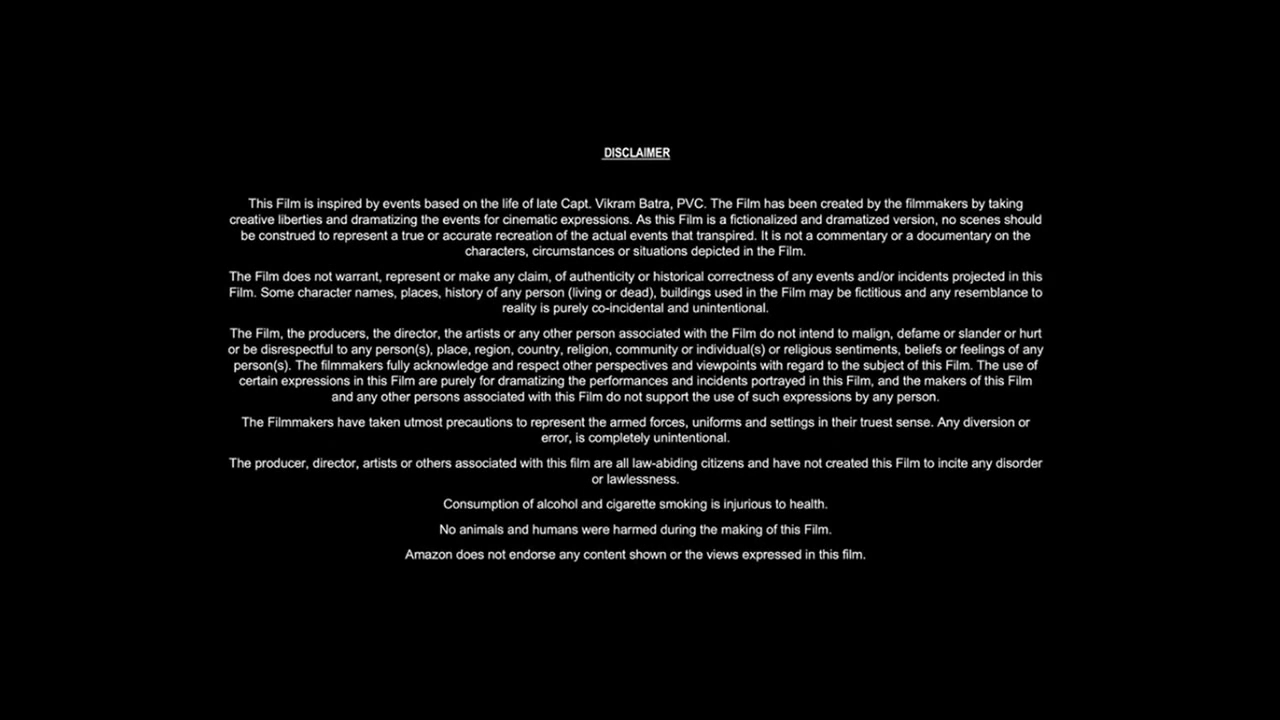 DISCLAIMER
This Film is inspired by events based on the life of late Capt. Vikram Batra, PVC. The Film has been created by the filmmakers by taking
creative liberties and dramatizing the events for cinematic expressions. As this Film is a fictionalized and dramatized version, no scenes should
be construed to represent a true or accurate recreation of the actual events that transpired. It is not a commentary or a documentary on the
characters, circumstances or situations depicted in the Film.
The Film does not warrant, represent or make any claim, of authenticity or historical correctness of any events and/or incidents projected in this
Film. Some character names, places, history of any person (living or dead), buildings used in the Film may be fictitious and any resemblance to
reality is purely co-incidental and unintentional.
The Film, the producers, the director, the artists or any other person associated with the Film do not intend to malign, defame or slander or hurt
or be disrespectful to any person(s), place, region, country, religion, community or individual(s) or religious sentiments, beliefs or feelings of any
person(s). The filmmakers fully acknowledge and respect other perspectives and viewpoints with regard to the subject of this Film. The use of
certain expressions in this Film are purely for dramatizing the performances and incidents portrayed in this Film, and the makers of this Film
and any other persons associated with this Film do not support the use of such expressions by any person.
The Filmmakers have taken utmost precautions to represent the armed forces, uniforms and settings in their truest sense. Any diversion or
error, is completely unintentional.
The producer, director, artists or others associated with this film are all law-abiding citizens and have not created this Film to incite any disorder
or lawlessness.
Consumption of alcohol and cigarette smoking is injurious to health.
No animals and humans were harmed during the making of this Film.
Amazon does not endorse any content shown or the views expressed in this film.